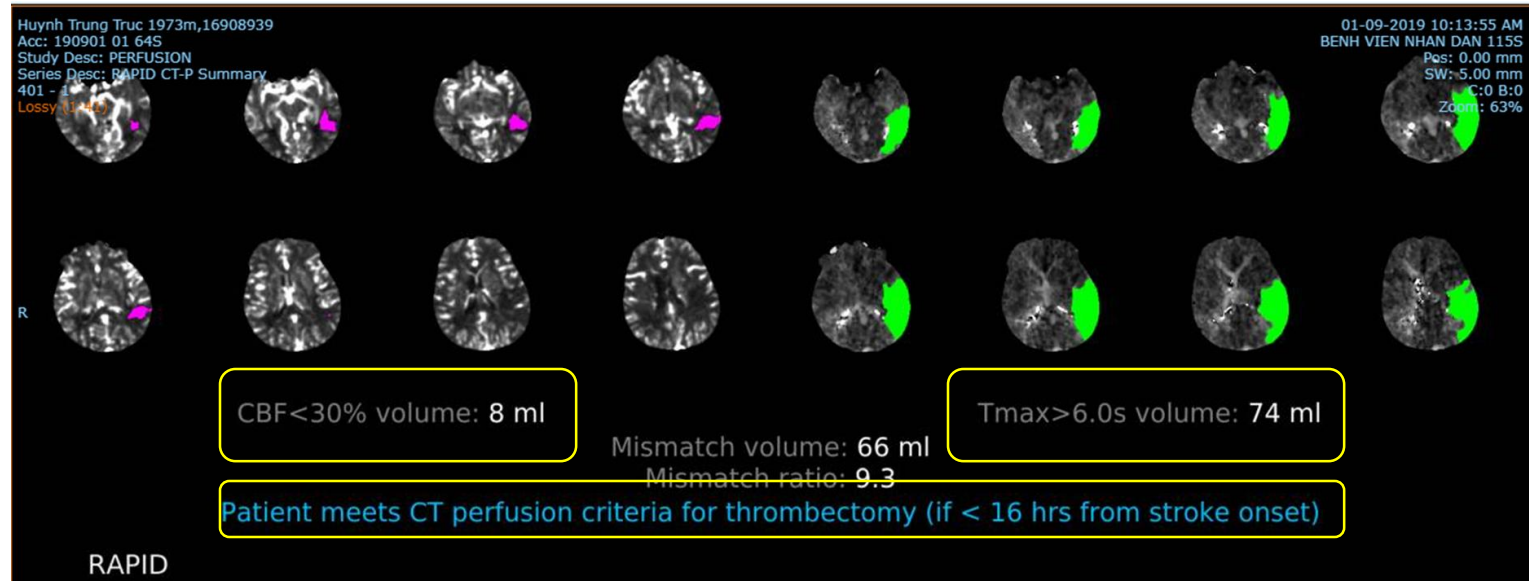 Huynh Trung Truc 1973m,16908939
Acc: 190901 01 64S
Study Desc: PERFUSION
Series Desc: RAPID CT-P Summary
401 - 1
Lossy (1:41)
01-09-2019 10:13:55 AM
BENH VIEN NHAN DAN 115S
Pos: 0.00 mm
SW: 5.00 mm
C:0 B:0
Zoom: 63%
R
CBF<30% volume: 8 ml
Tmax>6.0s volume: 74 ml
Mismatch volume: 66 ml
Mismatch ratio: 9.3
Patient meets CT perfusion criteria for thrombectomy (if < 16 hrs from stroke onset)
RAPID